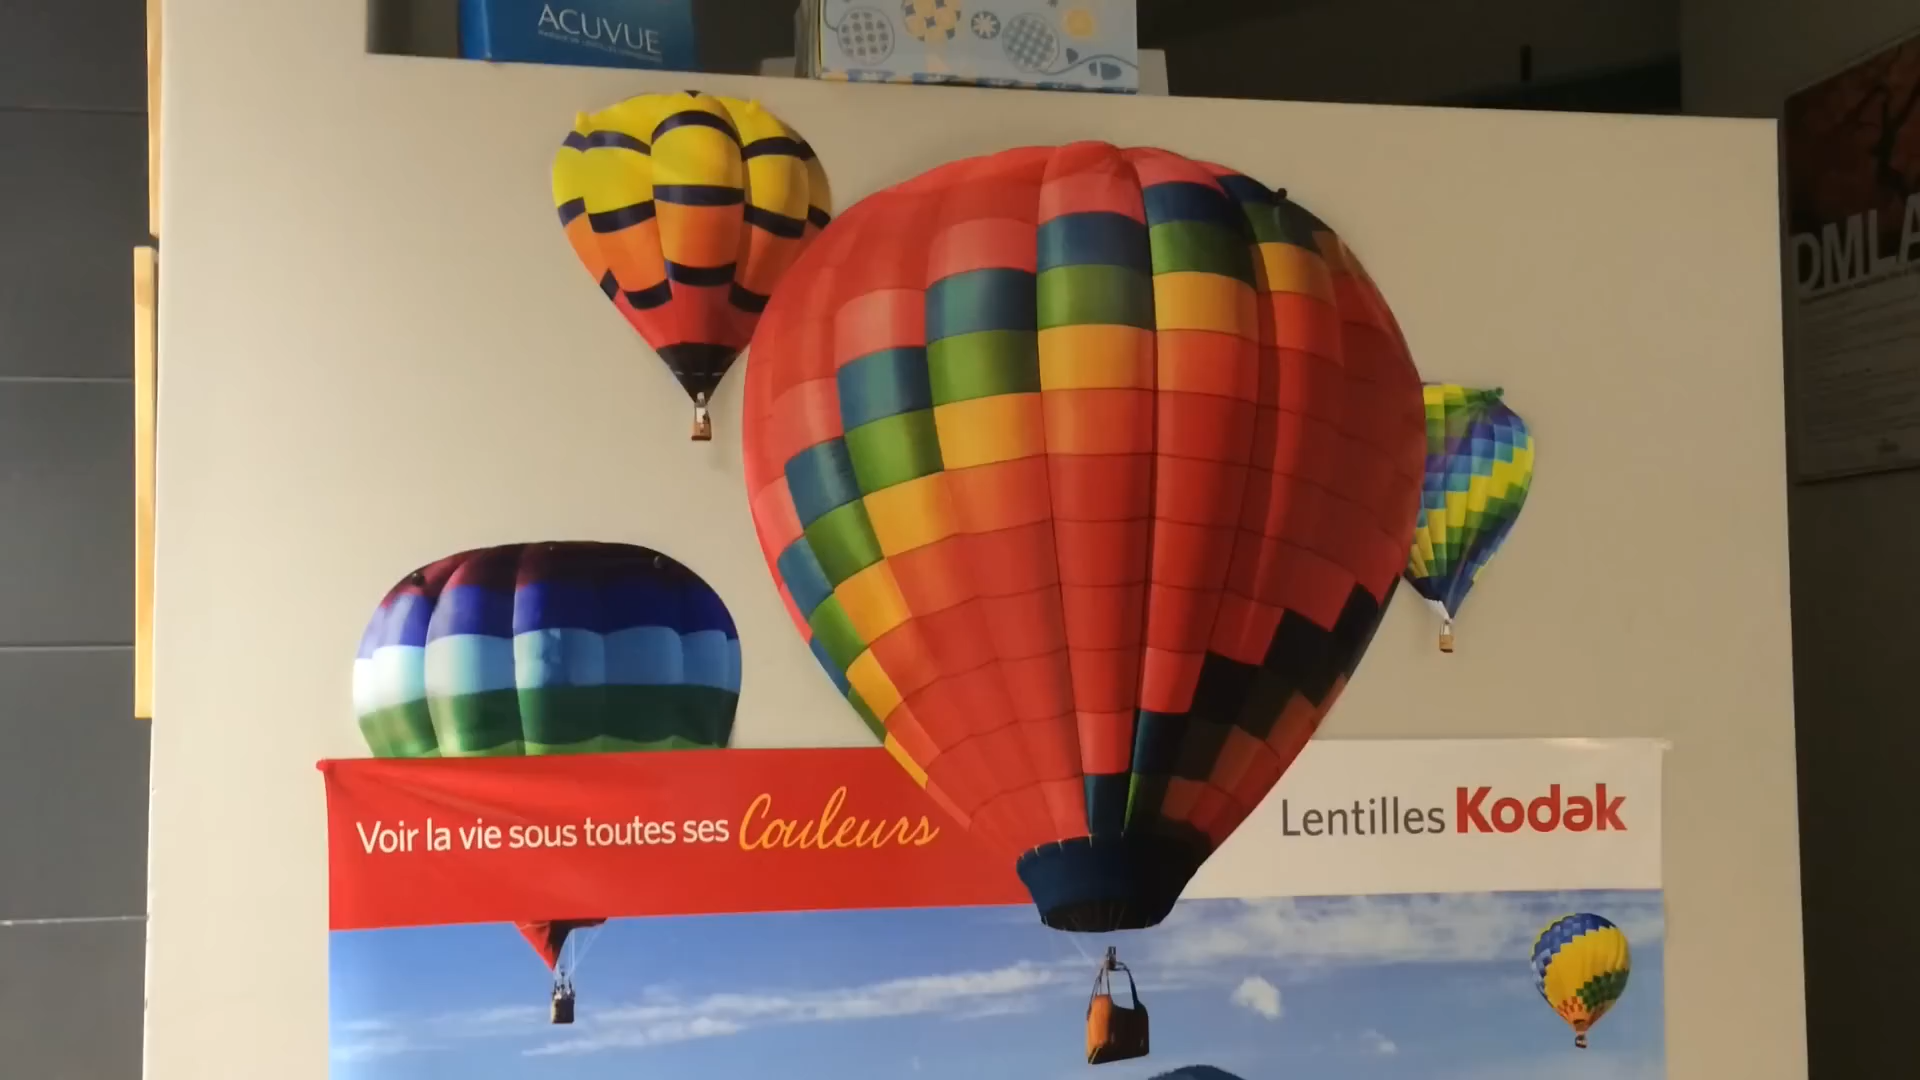 ACUVUE
DMLA
Voir la vie sous toutes ses Couleurs
Lentilles Kodak